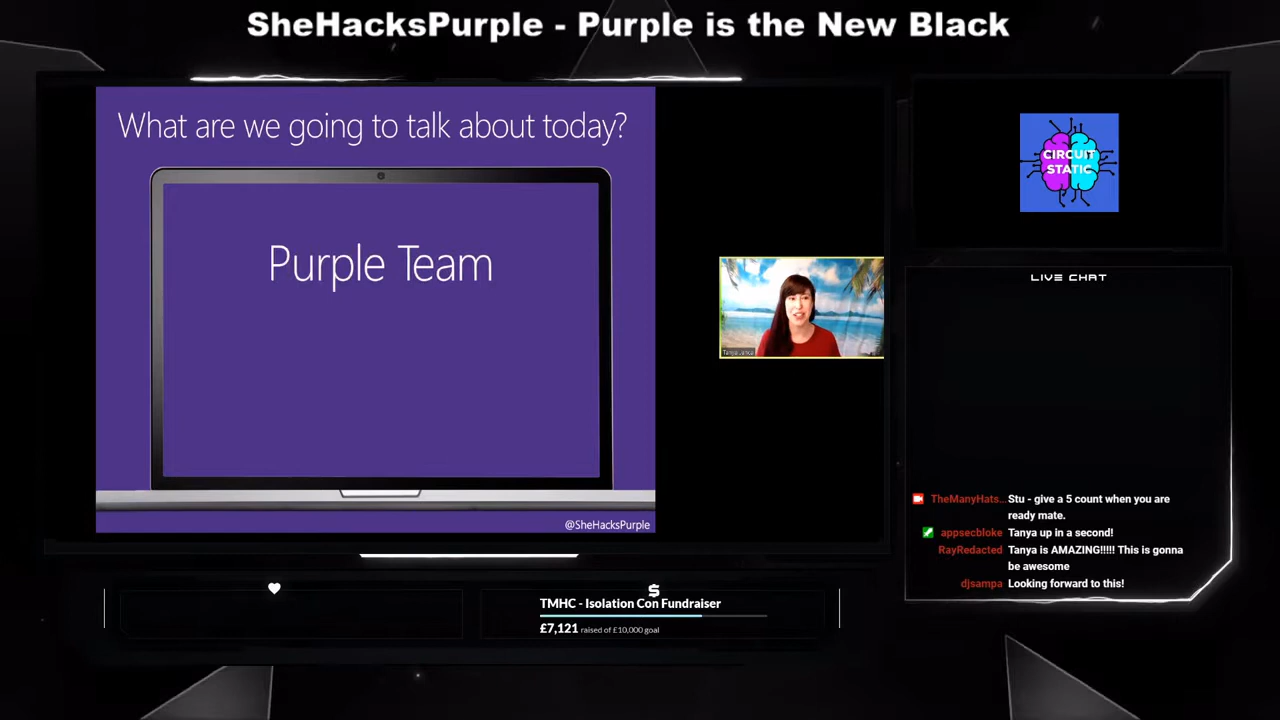 SheHacksPurple - Purple is the New Black
What are we going to talk about today?
Purple Team
@SheHacksPurple
Tanya Janca
CIRCUIT
STATIC
LIVE CHAT
TheManyHats... Stu - give a 5 count when you are
ready mate.
appsecbloke Tanya up in a second!
RayRedacted Tanya is AMAZING!!!!! This is gonna
be awesome
djsampa Looking forward to this!
$
TMHC - Isolation Con Fundraiser
£7,121 raised of £10,000 goal